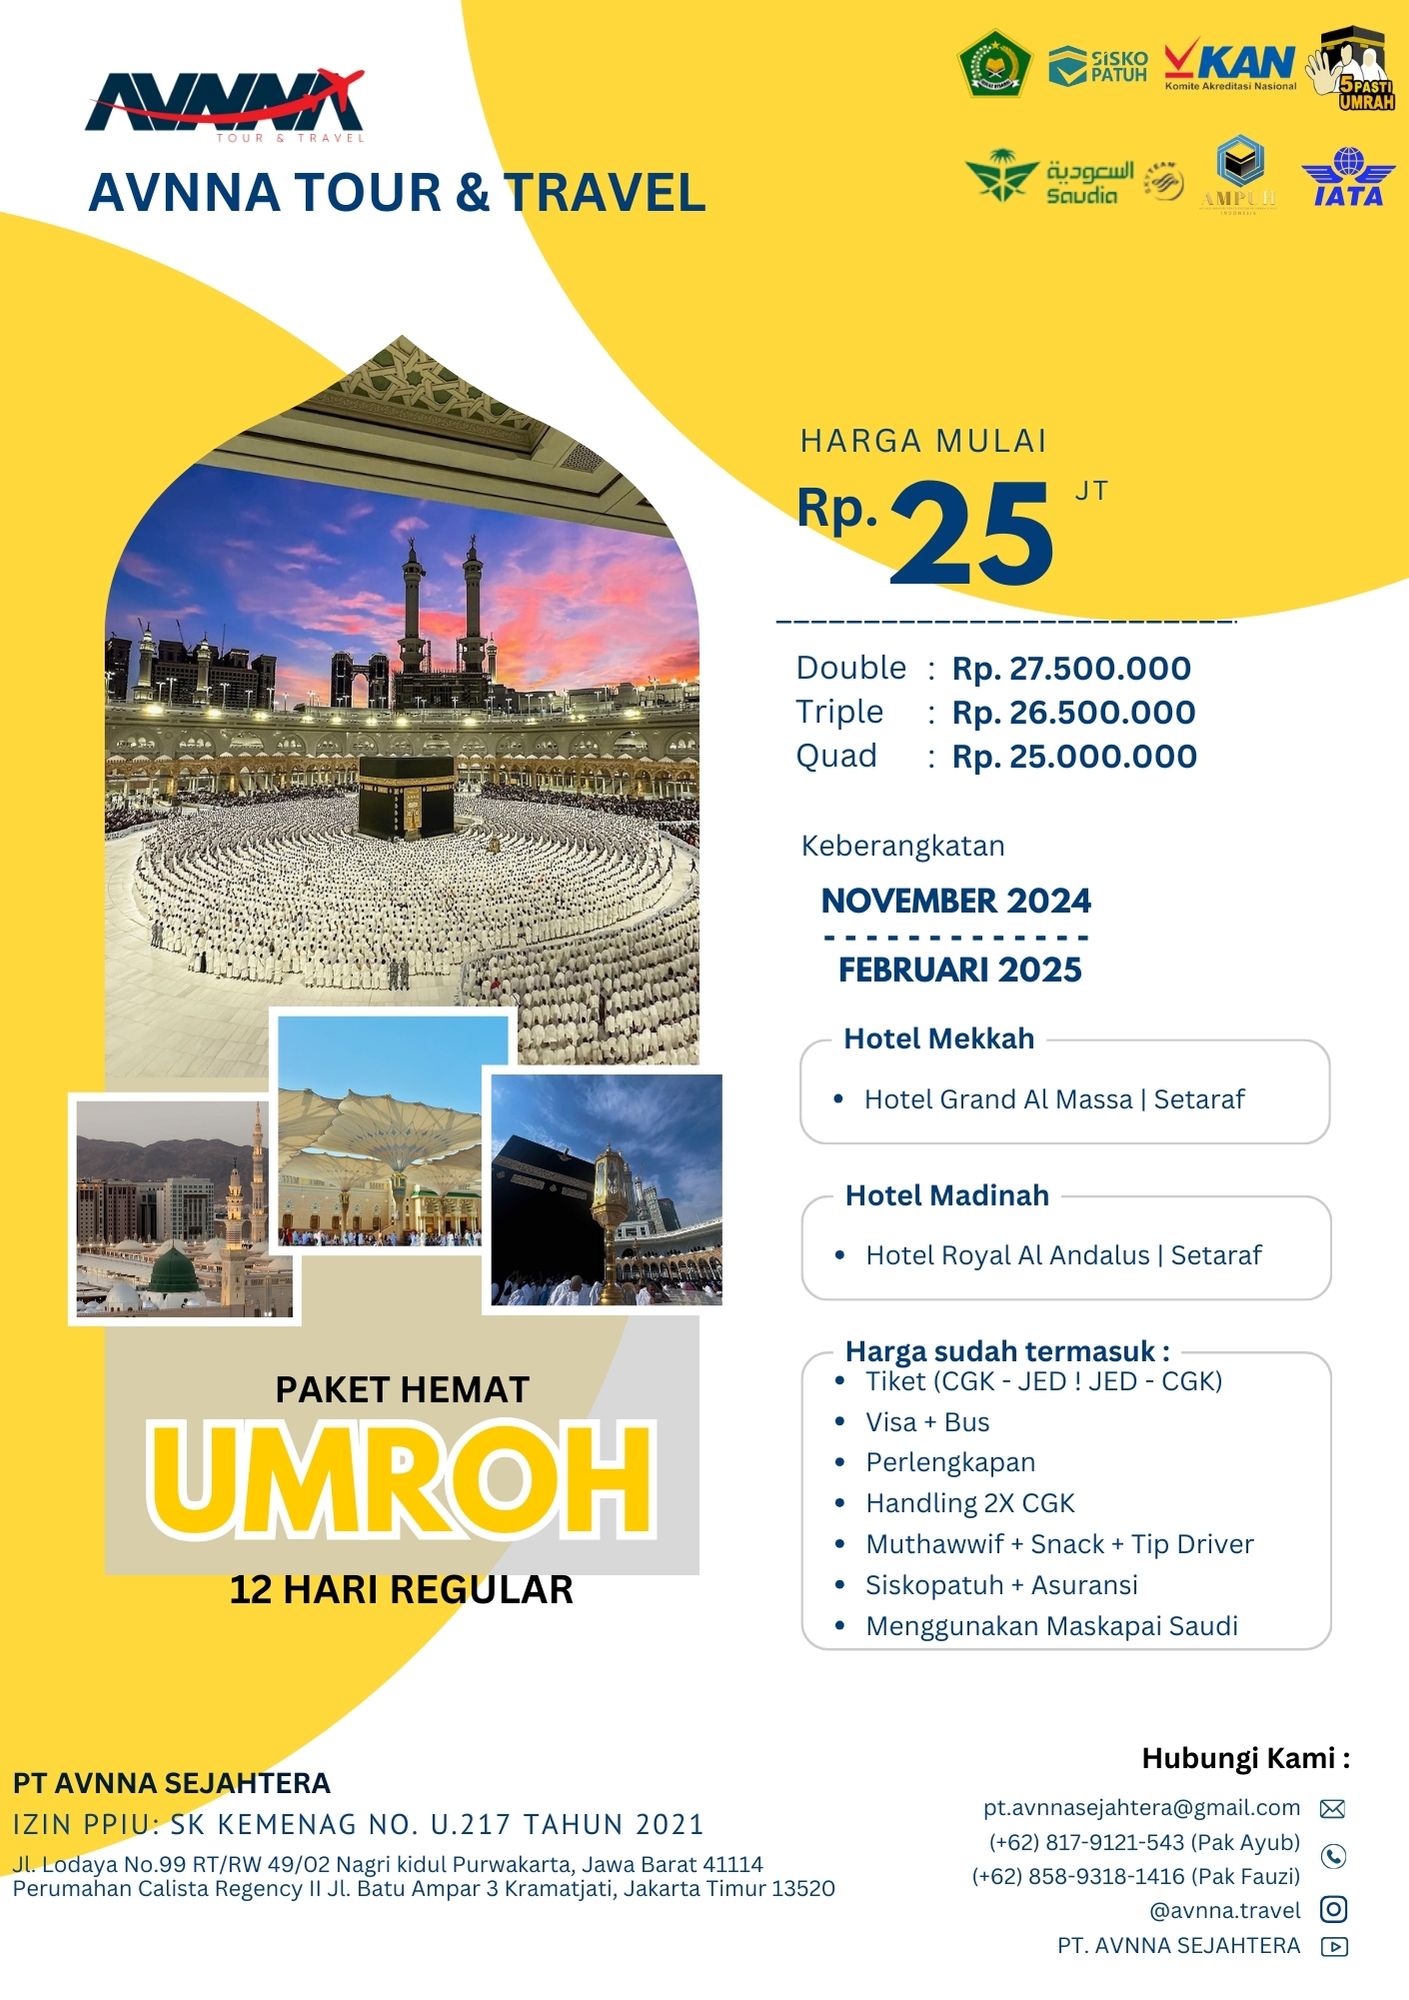 AVNNA
TOUR & TRAVEL
AVNNA TOUR & TRAVEL
SISKO
PATUH
KAN
Komite Akreditasi Nasional
5 PASTI
UMRAH
السعودية
Saudia
SKYTEAM
AMPUH
INDONESIA
IATA
HARGA MULAI
Rp. 25 JT
Double : Rp. 27.500.000
Triple : Rp. 26.500.000
Quad : Rp. 25.000.000
Keberangkatan
NOVEMBER 2024
- - - - - - - - - - - - -
FEBRUARI 2025
Hotel Mekkah
• Hotel Grand Al Massa | Setaraf
Hotel Madinah
• Hotel Royal Al Andalus | Setaraf
Harga sudah termasuk :
• Tiket (CGK - JED ! JED - CGK)
• Visa + Bus
• Perlengkapan
• Handling 2X CGK
• Muthawwif + Snack + Tip Driver
• Siskopatuh + Asuransi
• Menggunakan Maskapai Saudi
PAKET HEMAT
UMROH
12 HARI REGULAR
PT AVNNA SEJAHTERA
IZIN PPIU: SK KEMENAG NO. U.217 TAHUN 2021
Jl. Lodaya No.99 RT/RW 49/02 Nagri kidul Purwakarta, Jawa Barat 41114
Perumahan Calista Regency II Jl. Batu Ampar 3 Kramatjati, Jakarta Timur 13520
Hubungi Kami :
pt.avnnasejahtera@gmail.com
(+62) 817-9121-543 (Pak Ayub)
(+62) 858-9318-1416 (Pak Fauzi)
@avnna.travel
PT. AVNNA SEJAHTERA